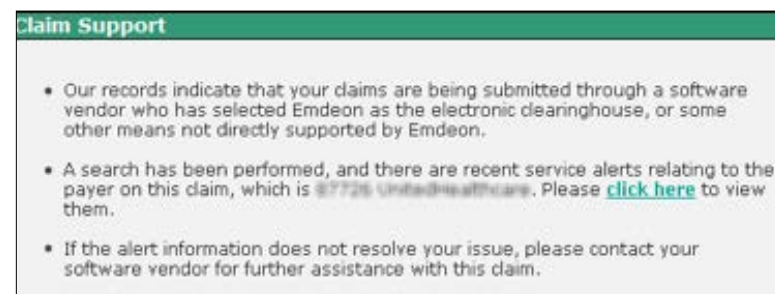 Claim Support
• Our records indicate that your claims are being submitted through a software
vendor who has selected Emdeon as the electronic clearinghouse, or some
other means not directly supported by Emdeon.
• A search has been performed, and there are recent service alerts relating to the
payer on this claim, which is . Please click here to view
them.
• If the alert information does not resolve your issue, please contact your
software vendor for further assistance with this claim.